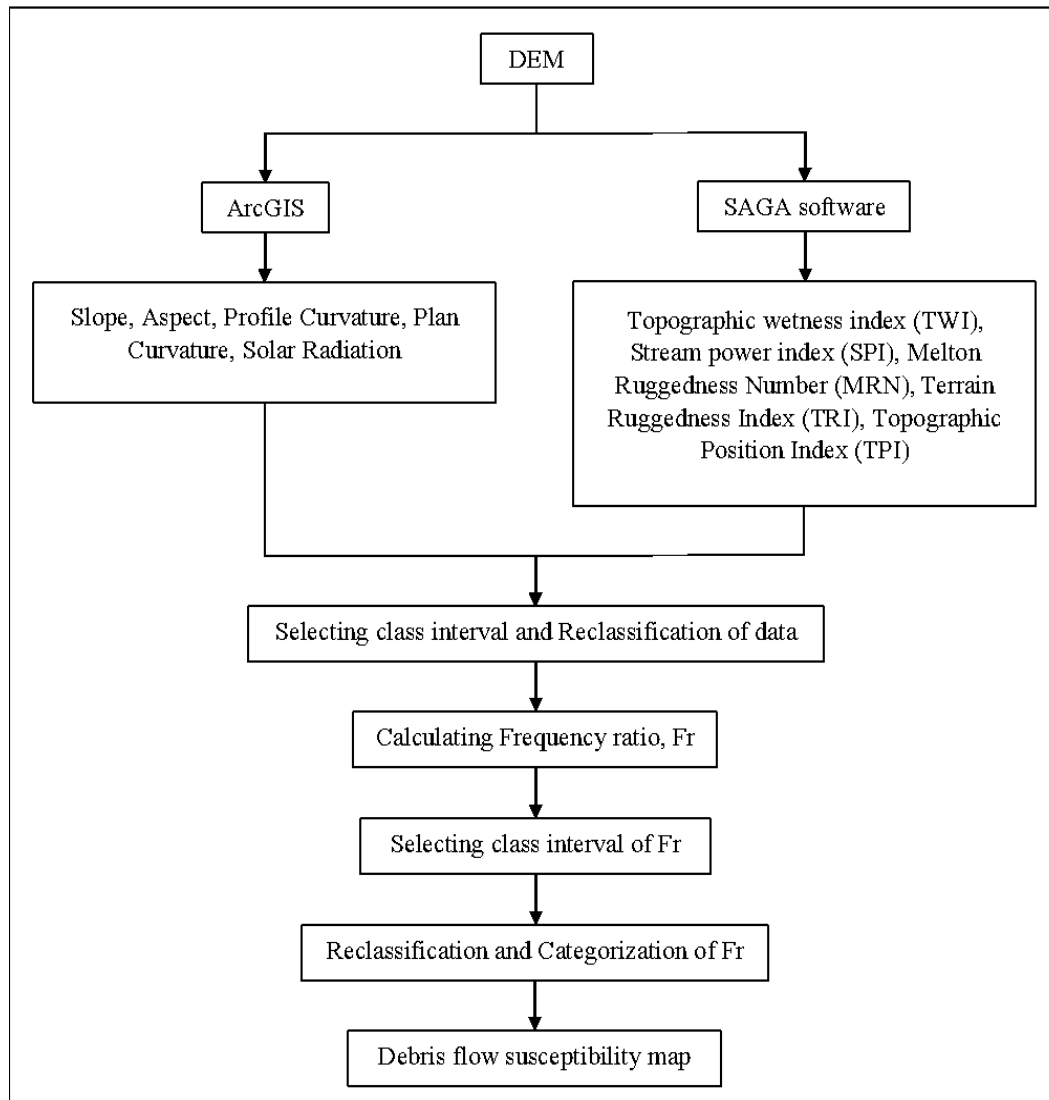 DEM
ArcGIS
SAGA software
Slope, Aspect, Profile Curvature, Plan
Curvature, Solar Radiation
Topographic wetness index (TWI),
Stream power index (SPI), Melton
Ruggedness Number (MRN), Terrain
Ruggedness Index (TRI), Topographic
Position Index (TPI)
Selecting class interval and Reclassification of data
Calculating Frequency ratio, Fr
Selecting class interval of Fr
Reclassification and Categorization of Fr
Debris flow susceptibility map